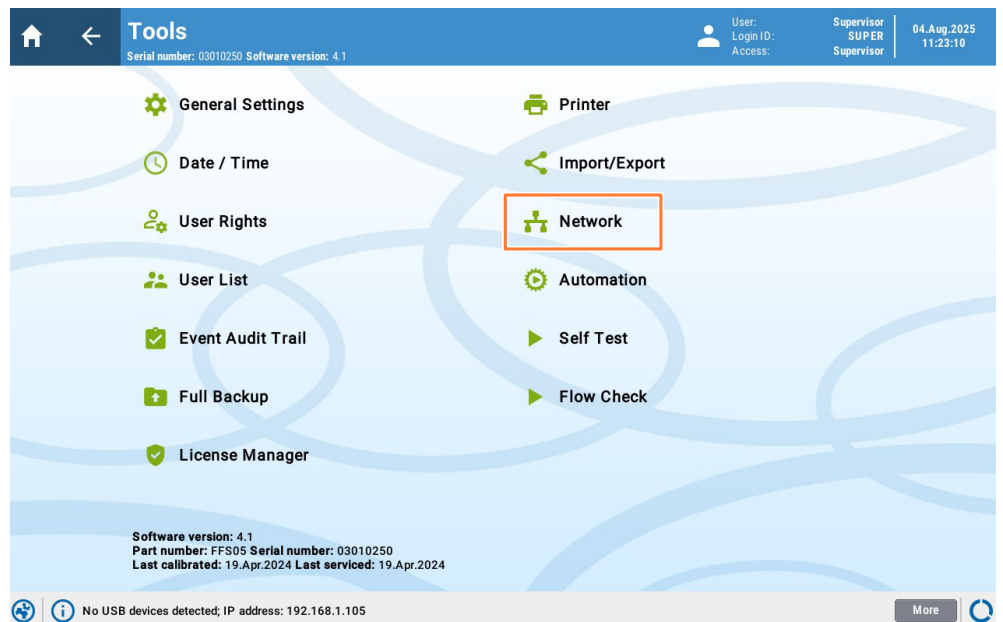 Tools
Serial number: 03010250 Software version: 4.1
User: Supervisor
Login ID: SUPER
Access: Supervisor
04.Aug.2025
11:23:10
General Settings
Date / Time
User Rights
User List
Event Audit Trail
Full Backup
License Manager
Printer
Import/Export
Network
Automation
Self Test
Flow Check
Software version: 4.1
Part number: FFS05 Serial number: 03010250
Last calibrated: 19.Apr.2024 Last serviced: 19.Apr.2024
No USB devices detected; IP address: 192.168.1.105
More